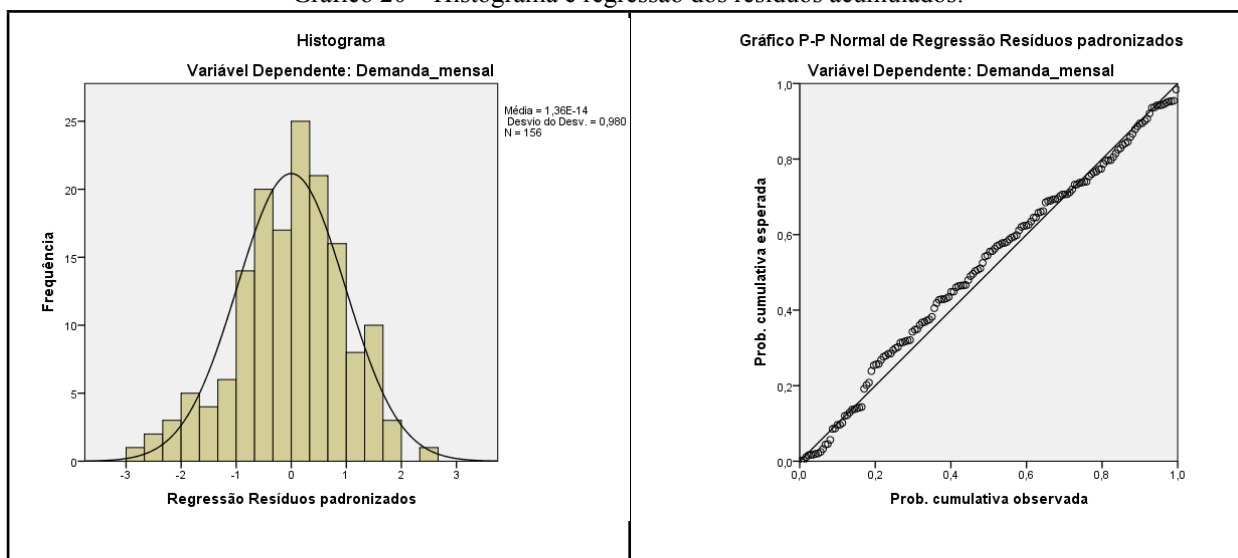 Gráfico 20 – Histograma e regressão dos resíduos acumulados.
Histograma
Variável Dependente: Demanda_mensal
Média = 1,36E-14
Desvio do Desv. = 0,980
N = 156
25
20
15
10
5
0
Frequência
-3 -2 -1 0 1 2 3
Regressão Resíduos padronizados
Gráfico P-P Normal de Regressão Resíduos padronizados
Variável Dependente: Demanda_mensal
1,0
0,8
0,6
0,4
0,2
0,0
Prob. cumulativa esperada
0,0 0,2 0,4 0,6 0,8 1,0
Prob. cumulativa observada